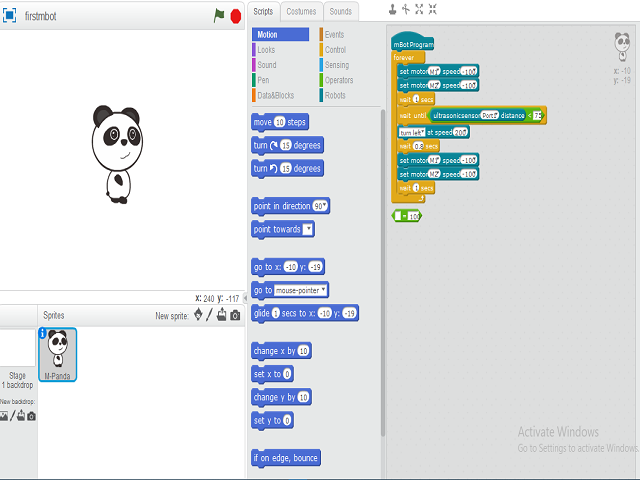 firstmbot
Scripts Costumes Sounds
Motion Events
Looks Control
Sound Sensing
Pen Operators
Data&Blocks Robots
move 10 steps
turn 15 degrees
turn 15 degrees
point in direction 90
point towards
go to x: -10 y: -19
go to mouse-pointer
glide 1 secs to x: -10 y: -19
change x by 10
set x to 0
change y by 10
set y to 0
if on edge, bounce
mBot Program
forever
set motor M1 speed -100
set motor M2 speed -100
wait 1 secs
wait until ultrasonic sensor Port3 distance < 75
turn left at speed 200
wait 0.8 secs
set motor M1 speed -100
set motor M2 speed -100
wait 1 secs
= 100
x: -10
y: -19
x: 240 y: -117
Sprites New sprite:
M-Panda
Stage
1 backdrop
New backdrop:
Activate Windows
Go to Settings to activate Windows.